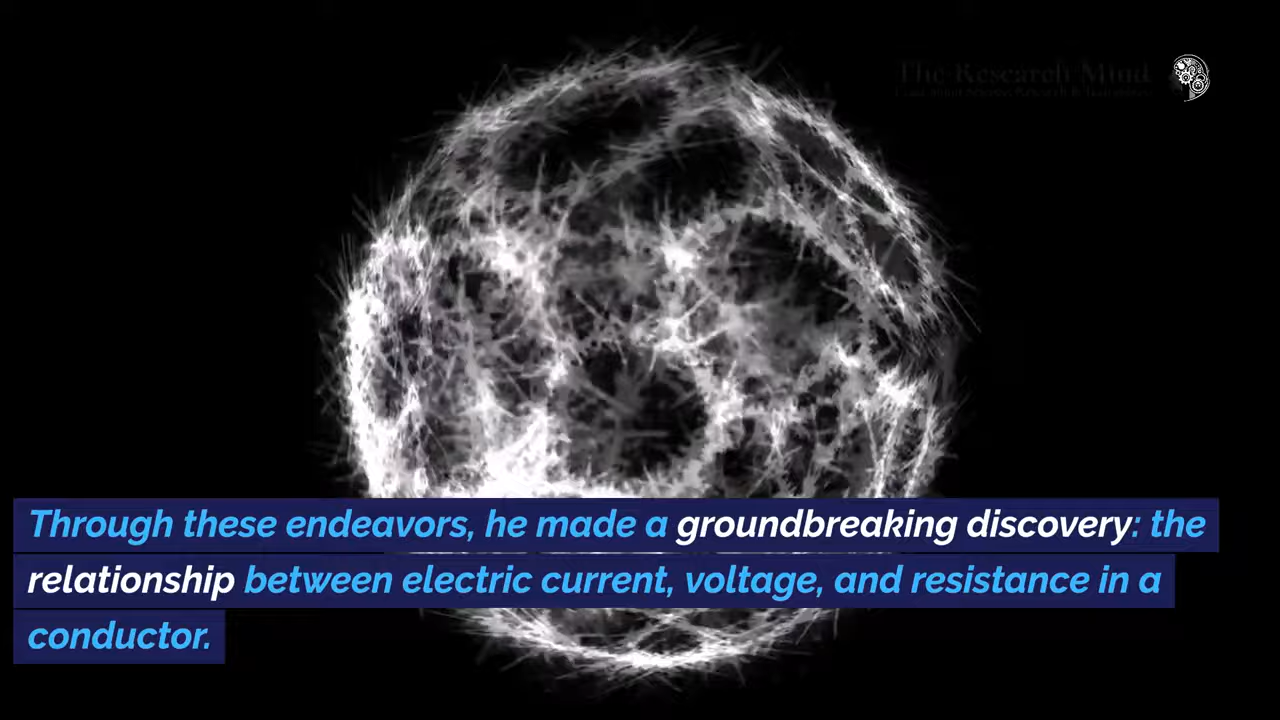 The Research Mind
Through these endeavors, he made a groundbreaking discovery: the
relationship between electric current, voltage, and resistance in a
conductor.